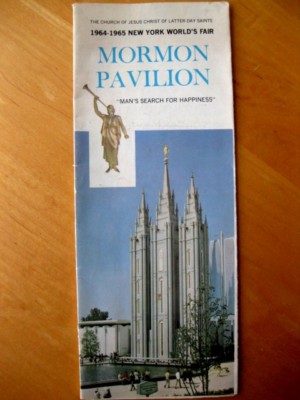 THE CHURCH OF JESUS CHRIST OF LATTER-DAY SAINTS
1964-1965 NEW YORK WORLD'S FAIR
MORMON
PAVILION
"MAN'S SEARCH FOR HAPPINESS"